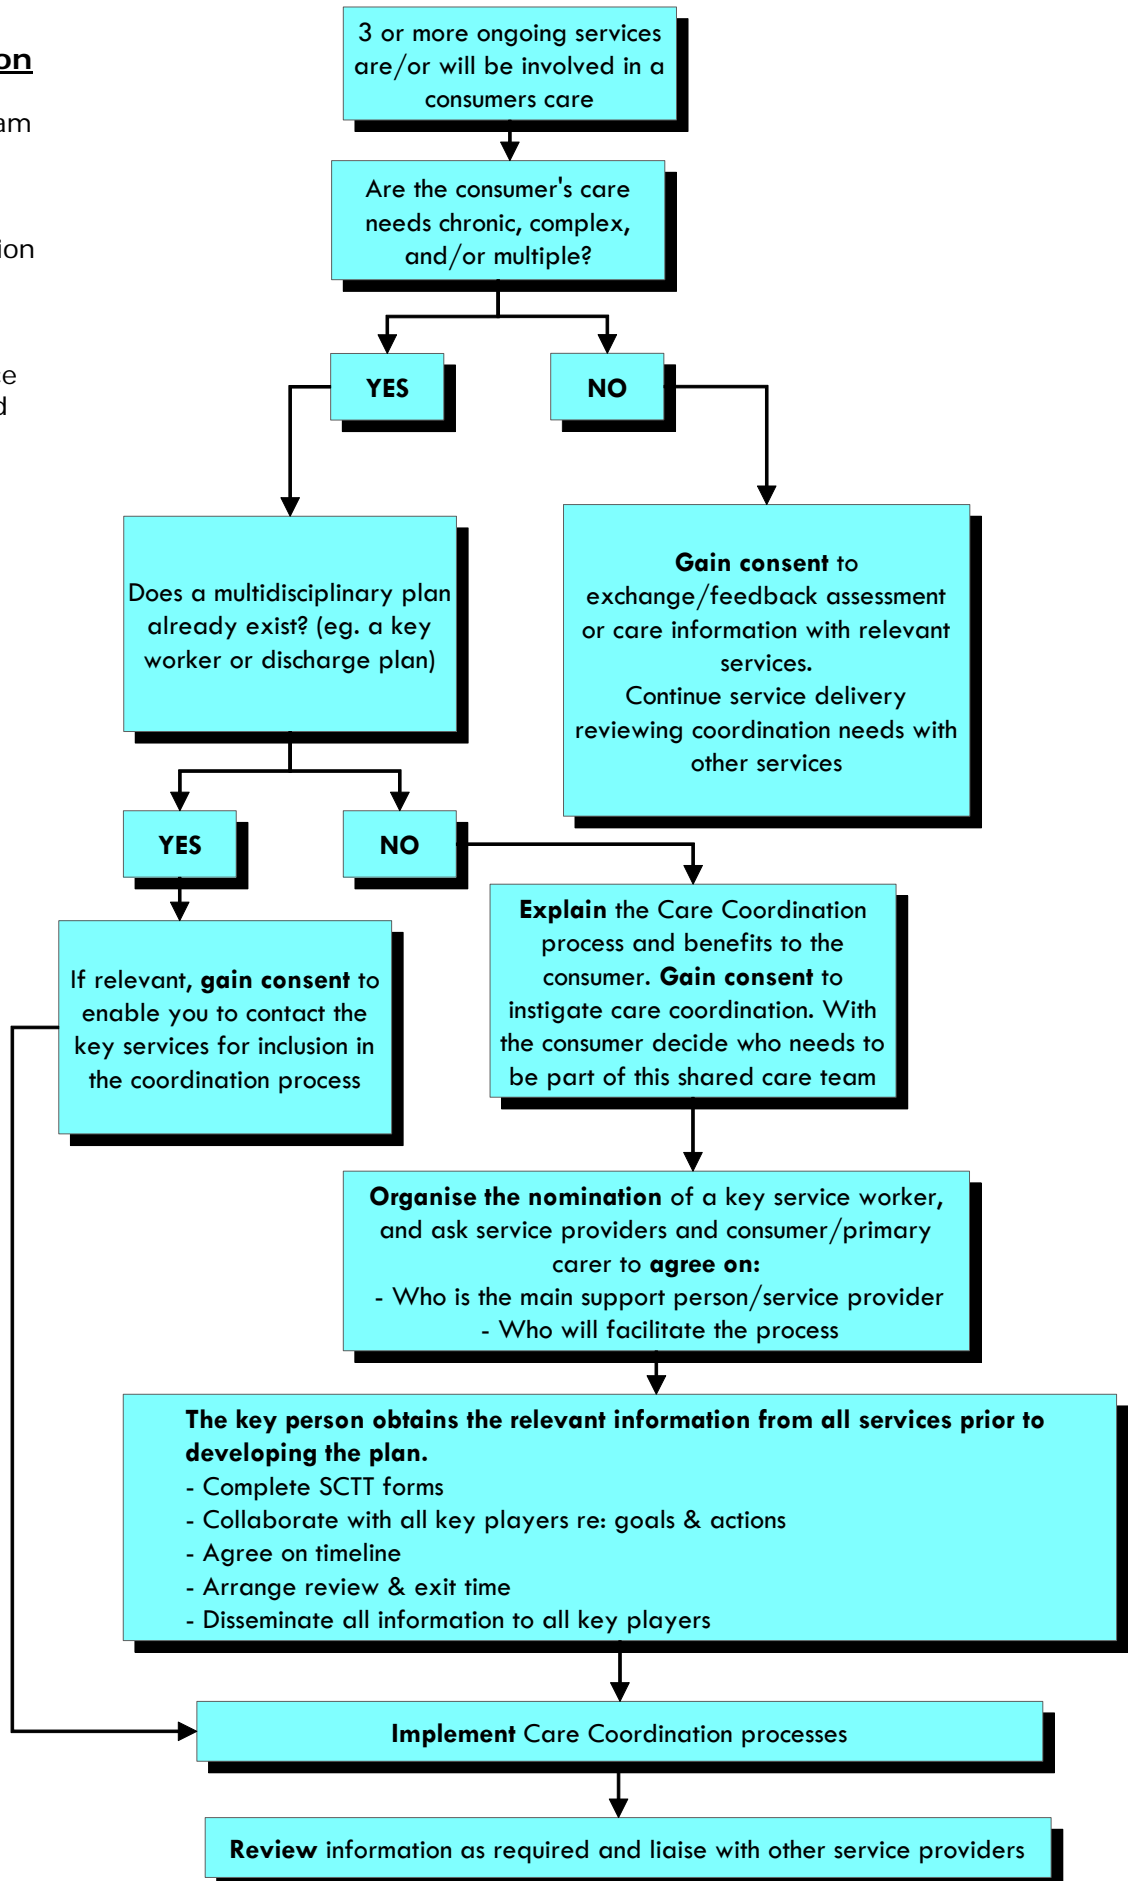 on
am
ion
ce
d
3 or more ongoing services
are/or will be involved in a
consumers care
Are the consumer's care
needs chronic, complex,
and/or multiple?
YES
NO
Does a multidisciplinary plan
already exist? (eg. a key
worker or discharge plan)
Gain consent to
exchange/feedback assessment
or care information with relevant
services.
Continue service delivery
reviewing coordination needs with
other services
YES
NO
If relevant, gain consent to
enable you to contact the
key services for inclusion in
the coordination process
Explain the Care Coordination
process and benefits to the
consumer. Gain consent to
instigate care coordination. With
the consumer decide who needs to
be part of this shared care team
Organise the nomination of a key service worker,
and ask service providers and consumer/primary
carer to agree on:
- Who is the main support person/service provider
- Who will facilitate the process
The key person obtains the relevant information from all services prior to
developing the plan.
- Complete SCTT forms
- Collaborate with all key players re: goals & actions
- Agree on timeline
- Arrange review & exit time
- Disseminate all information to all key players
Implement Care Coordination processes
Review information as required and liaise with other service providers